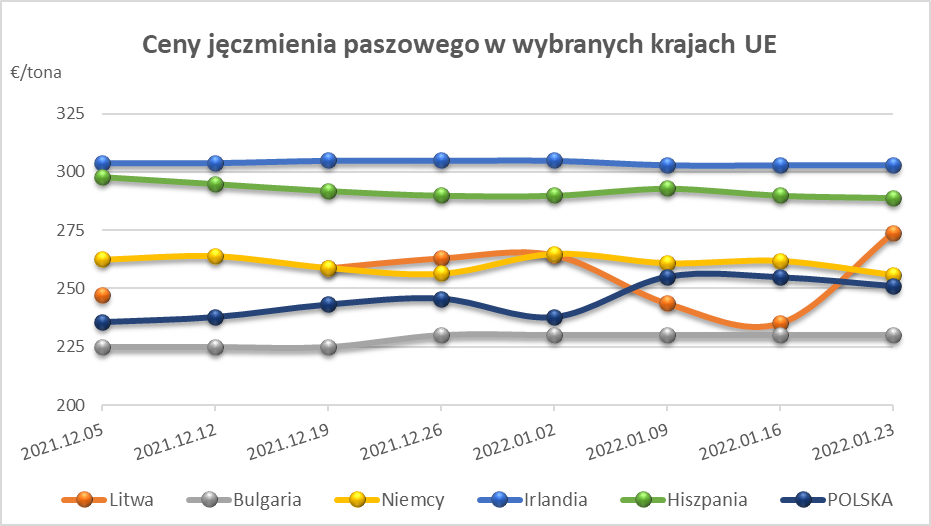 Ceny jęczmienia paszowego w wybranych krajach UE
€/tona
325
300
275
250
225
200
2021.12.05 2021.12.12 2021.12.19 2021.12.26 2022.01.02 2022.01.09 2022.01.16 2022.01.23
Litwa Bulgaria Niemcy Irlandia Hiszpania POLSKA